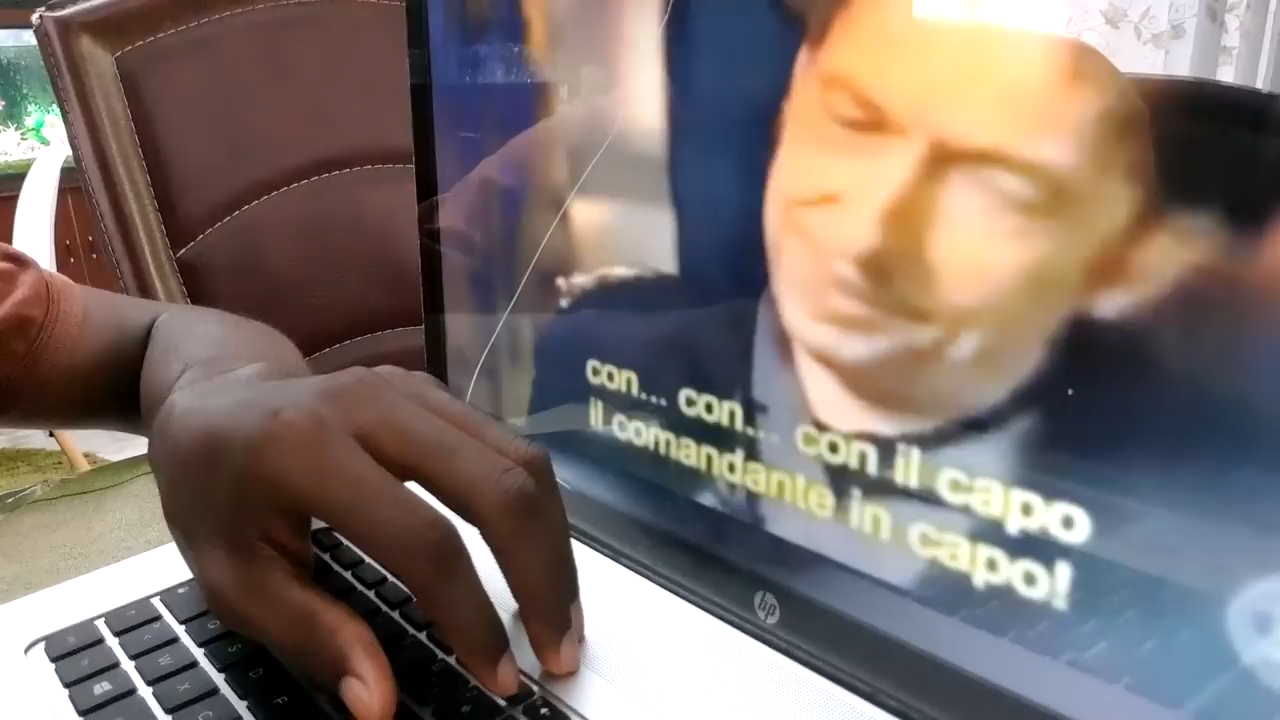 con... con... con il capo
il comandante in capo!
hp
W
S
D
X
F
C
G